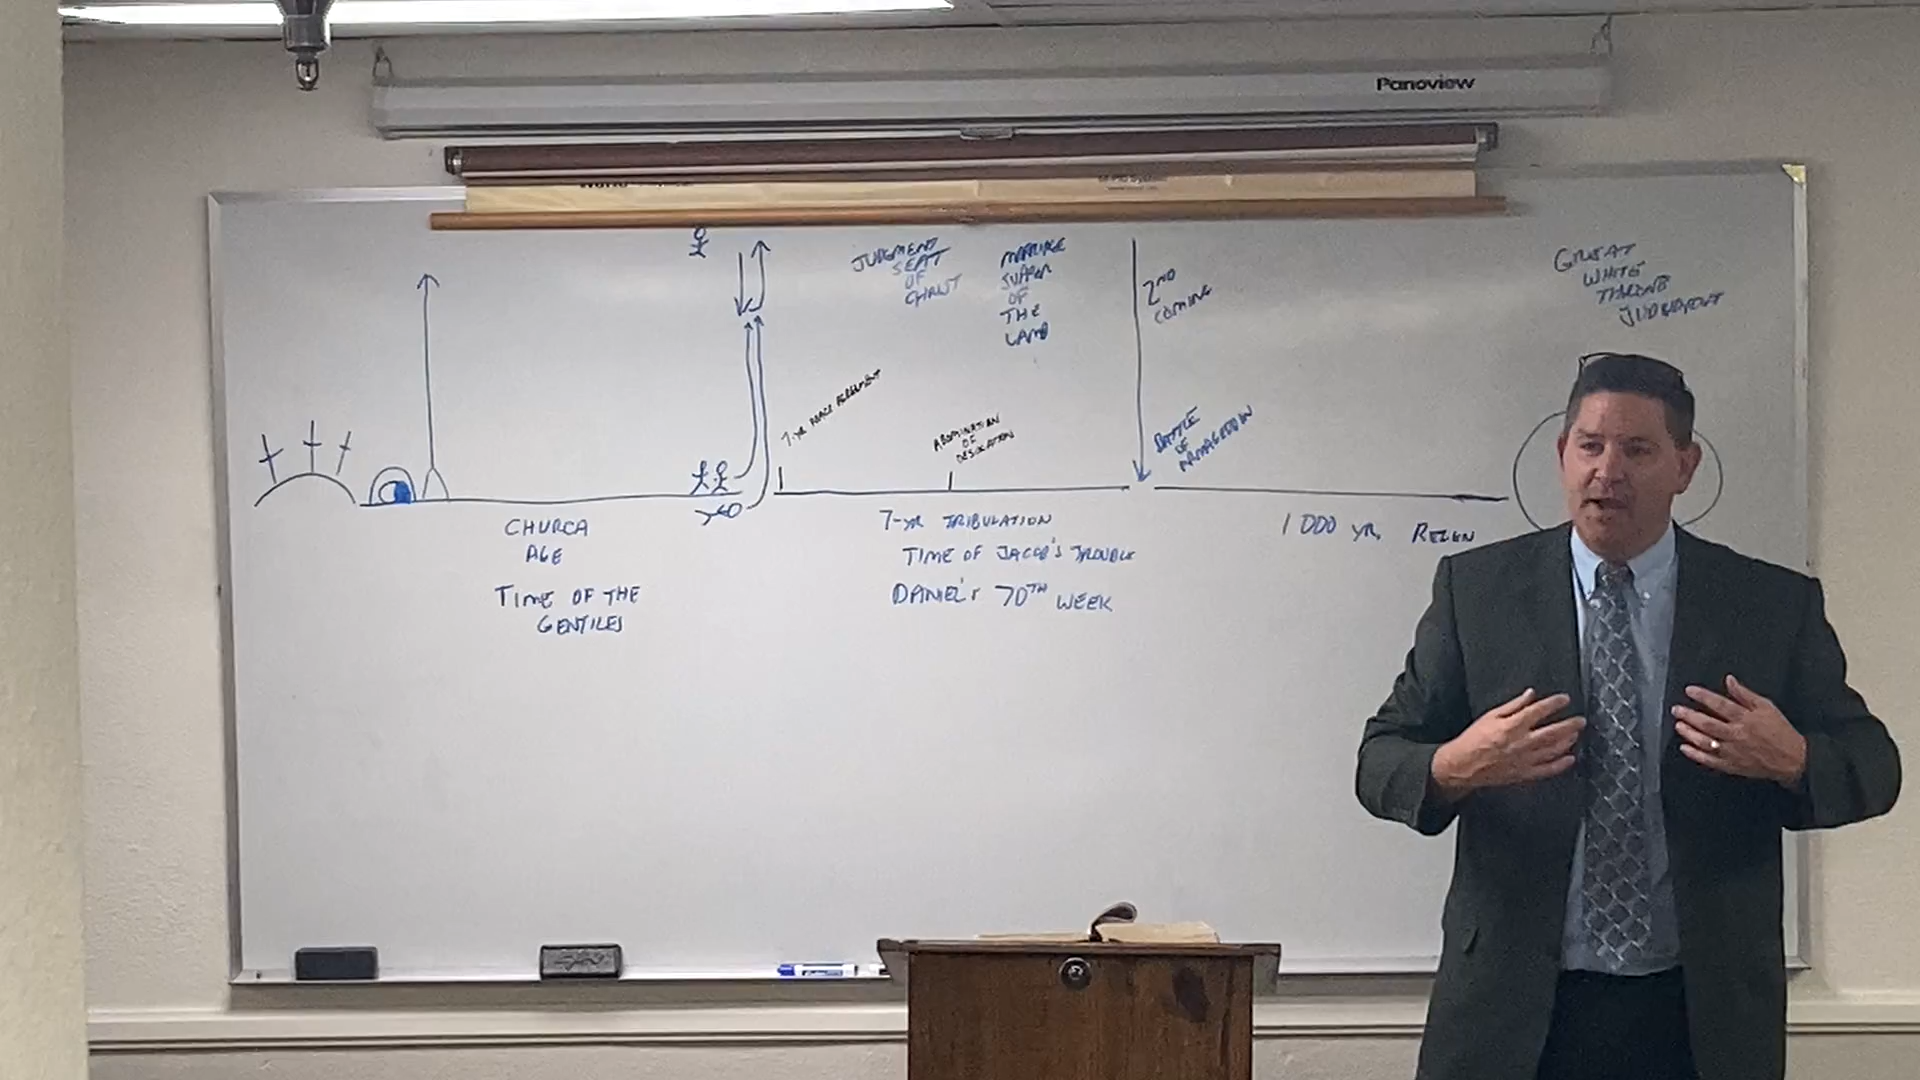 Panoview
JUDGMENT
SEAT
OF
CHRIST
MARRIAGE
SUPPER
OF
THE
LAMB
2ND
COMING
GREAT
WHITE
THRONE
JUDGMENT
7-YR PEACE AGREEMENT
ABOMINATION
OF
DESOLATION
BATTLE
OF
ARMAGEDDON
CHURCH
AGE
TIME OF THE
GENTILES
7-YR TRIBULATION
TIME OF JACOB'S TROUBLE
DANIEL'S 70TH WEEK
1000 YR. REIGN